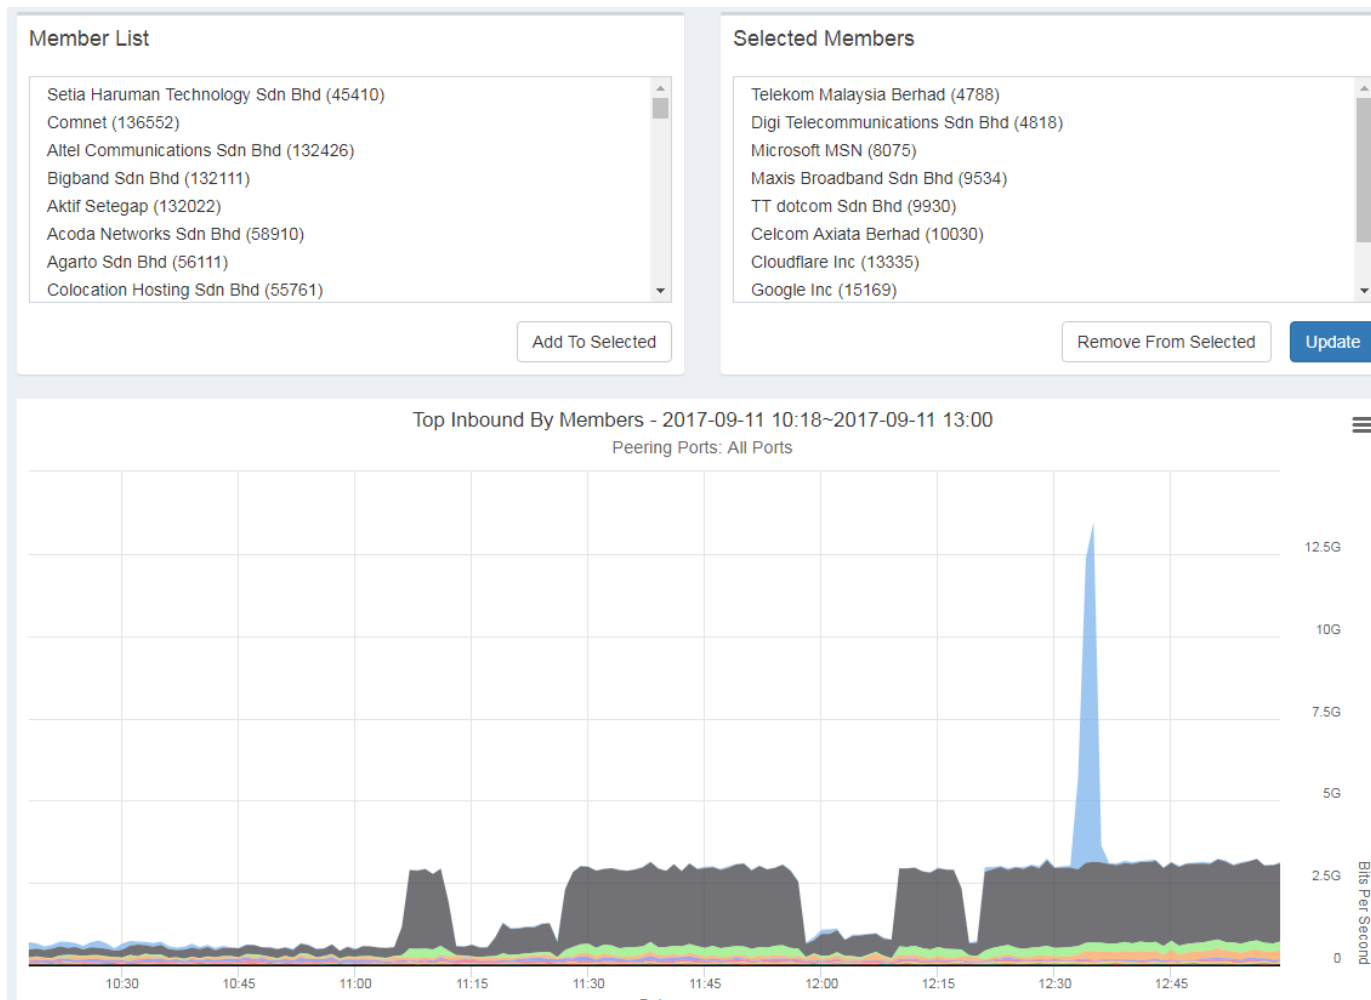 Member List
Setia Haruman Technology Sdn Bhd (45410)
Comnet (136552)
Altel Communications Sdn Bhd (132426)
Bigband Sdn Bhd (132111)
Aktif Setegap (132022)
Acoda Networks Sdn Bhd (58910)
Agarto Sdn Bhd (56111)
Colocation Hosting Sdn Bhd (55761)
Add To Selected
Selected Members
Telekom Malaysia Berhad (4788)
Digi Telecommunications Sdn Bhd (4818)
Microsoft MSN (8075)
Maxis Broadband Sdn Bhd (9534)
TT dotcom Sdn Bhd (9930)
Celcom Axiata Berhad (10030)
Cloudflare Inc (13335)
Google Inc (15169)
Remove From Selected
Update
Top Inbound By Members - 2017-09-11 10:18~2017-09-11 13:00
Peering Ports: All Ports
12.5G
10G
7.5G
5G
2.5G
0
Bits Per Second
10:30
10:45
11:00
11:15
11:30
11:45
12:00
12:15
12:30
12:45